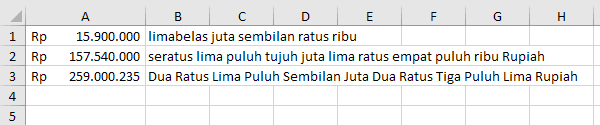 A B C D E F G H
1 Rp 15.900.000 limabelas juta sembilan ratus ribu
2 Rp 157.540.000 seratus lima puluh tujuh juta lima ratus empat puluh ribu Rupiah
3 Rp 259.000.235 Dua Ratus Lima Puluh Sembilan Juta Dua Ratus Tiga Puluh Lima Rupiah
4
5